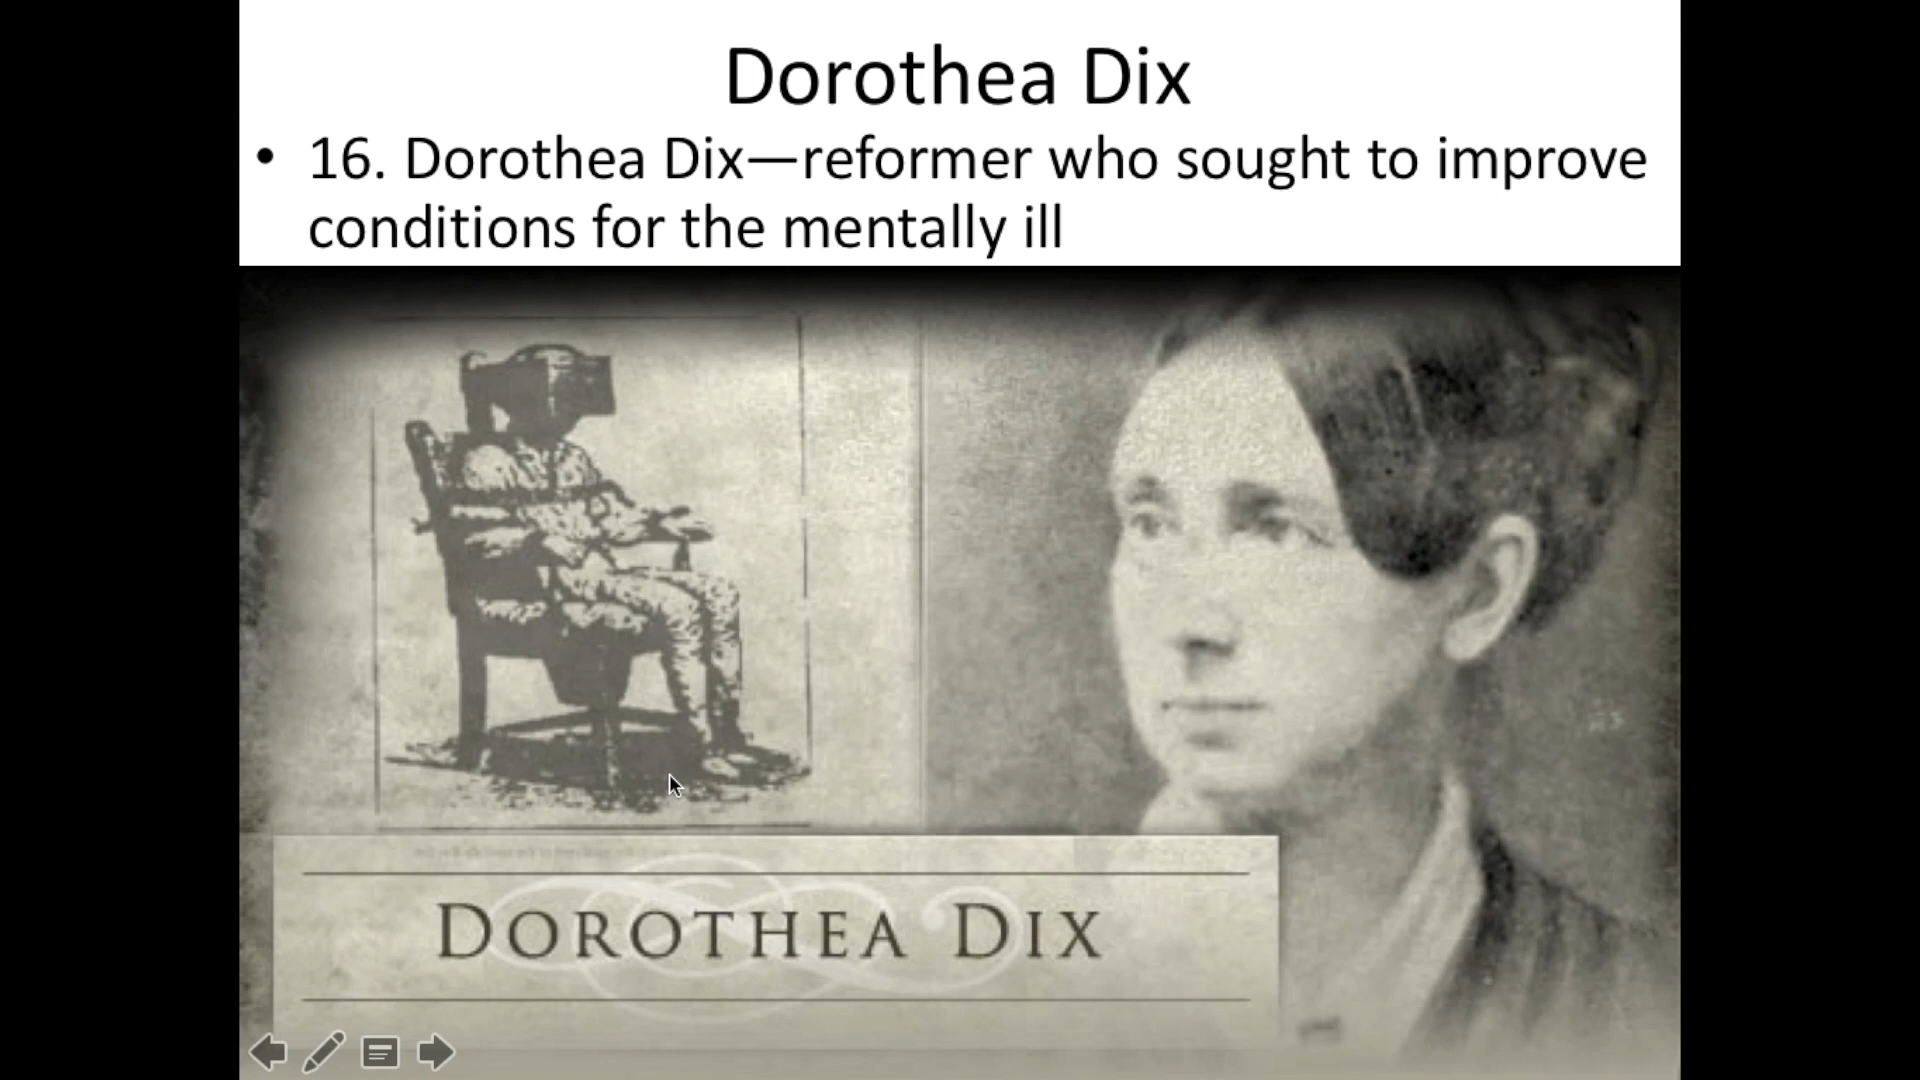 Dorothea Dix
• 16. Dorothea Dix—reformer who sought to improve
conditions for the mentally ill
DOROTHEA DIX